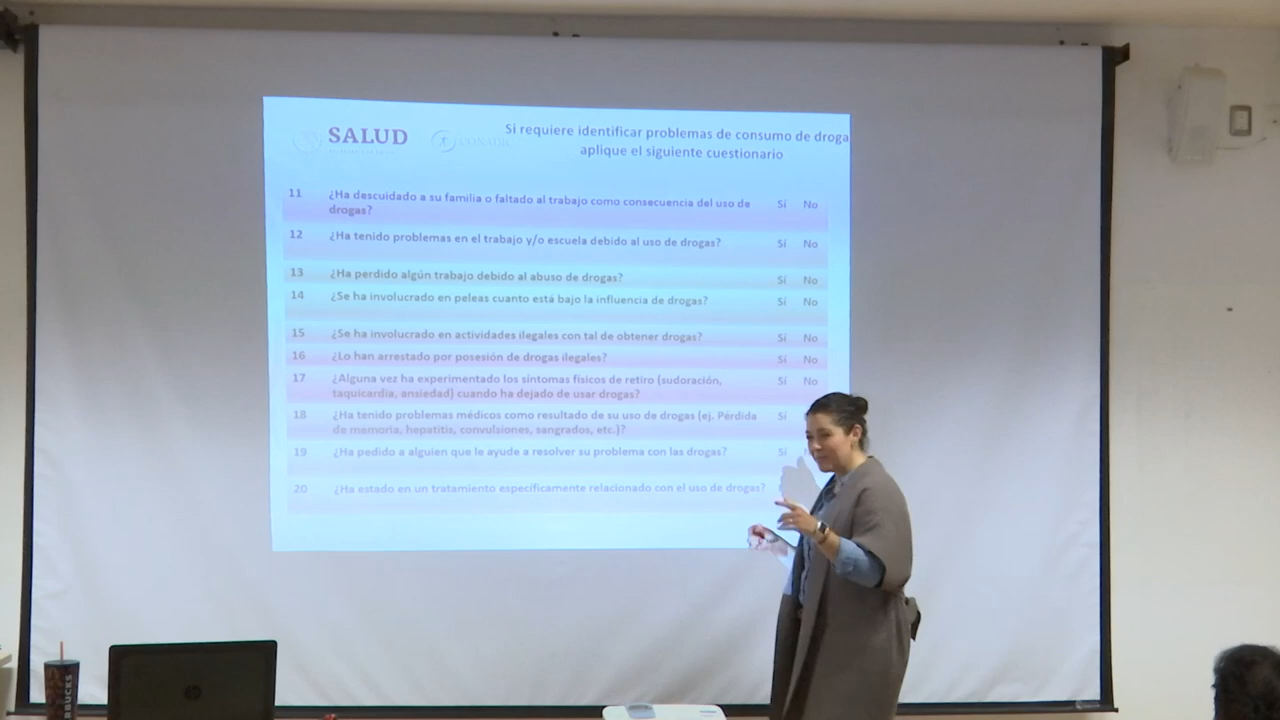 SALUD
CONADIC
Si requiere identificar problemas de consumo de droga
aplique el siguiente cuestionario
11 ¿Ha descuidado a su familia o faltado al trabajo como consecuencia del uso de Sí No
drogas?
12 ¿Ha tenido problemas en el trabajo y/o escuela debido al uso de drogas? Sí No
13 ¿Ha perdido algún trabajo debido al abuso de drogas? Sí No
14 ¿Se ha involucrado en peleas cuanto está bajo la influencia de drogas? Sí No
15 ¿Se ha involucrado en actividades ilegales con tal de obtener drogas? Sí No
16 ¿Lo han arrestado por posesión de drogas ilegales? Sí No
17 ¿Alguna vez ha experimentado los síntomas físicos de retiro (sudoración, Sí No
taquicardia, ansiedad) cuando ha dejado de usar drogas?
18 ¿Ha tenido problemas médicos como resultado de su uso de drogas (ej. Pérdida Sí
de memoria, hepatitis, convulsiones, sangrados, etc.)?
19 ¿Ha pedido a alguien que le ayude a resolver su problema con las drogas? Sí
20 ¿Ha estado en un tratamiento específicamente relacionado con el uso de drogas?
hp
RBUCKS